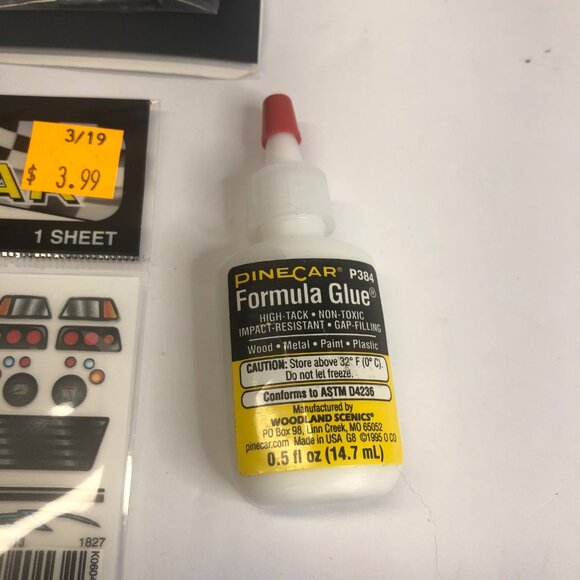 3/19
$ 3.99
AR
1 SHEET
1827
PINECAR® P384
Formula Glue®
HIGH-TACK • NON-TOXIC
IMPACT-RESISTANT • GAP-FILLING
Wood • Metal • Paint • Plastic
CAUTION: Store above 32° F (0° C).
Do not let freeze.
Conforms to ASTM D4236
Manufactured by
WOODLAND SCENICS®
PO Box 98, Linn Creek, MO 65052
pinecar.com Made in USA G8 ©1995 O CO
0.5 fl oz (14.7 mL)